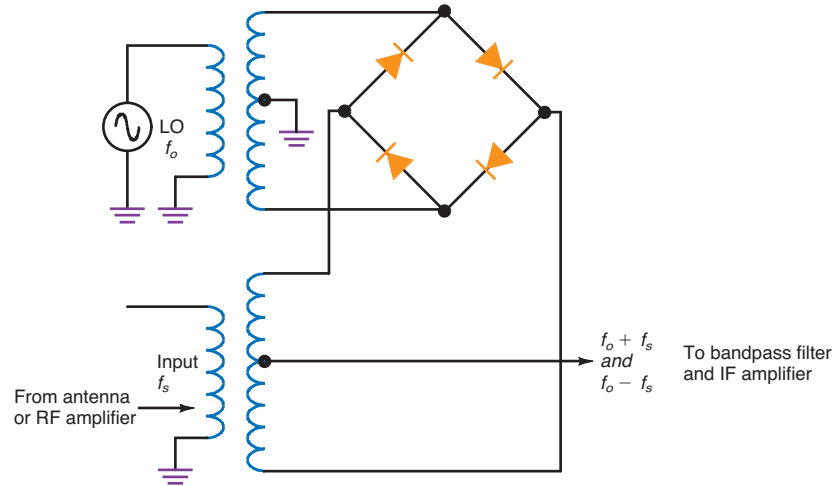 LO
fo
Input
fs
From antenna
or RF amplifier
fo + fs
and
fo − fs
To bandpass filter
and IF amplifier